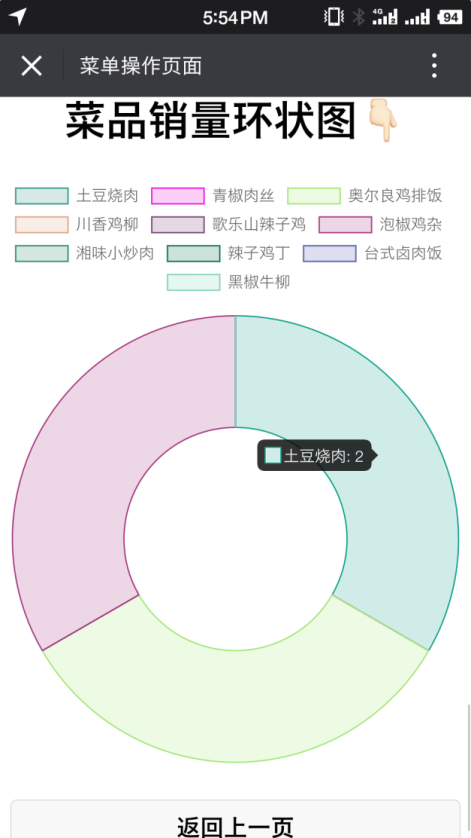 5:54 PM 4G 94
菜单操作页面
菜品销量环状图👇
土豆烧肉 青椒肉丝 奥尔良鸡排饭
川香鸡柳 歌乐山辣子鸡 泡椒鸡杂
湘味小炒肉 辣子鸡丁 台式卤肉饭
黑椒牛柳
土豆烧肉: 2
返回上一页